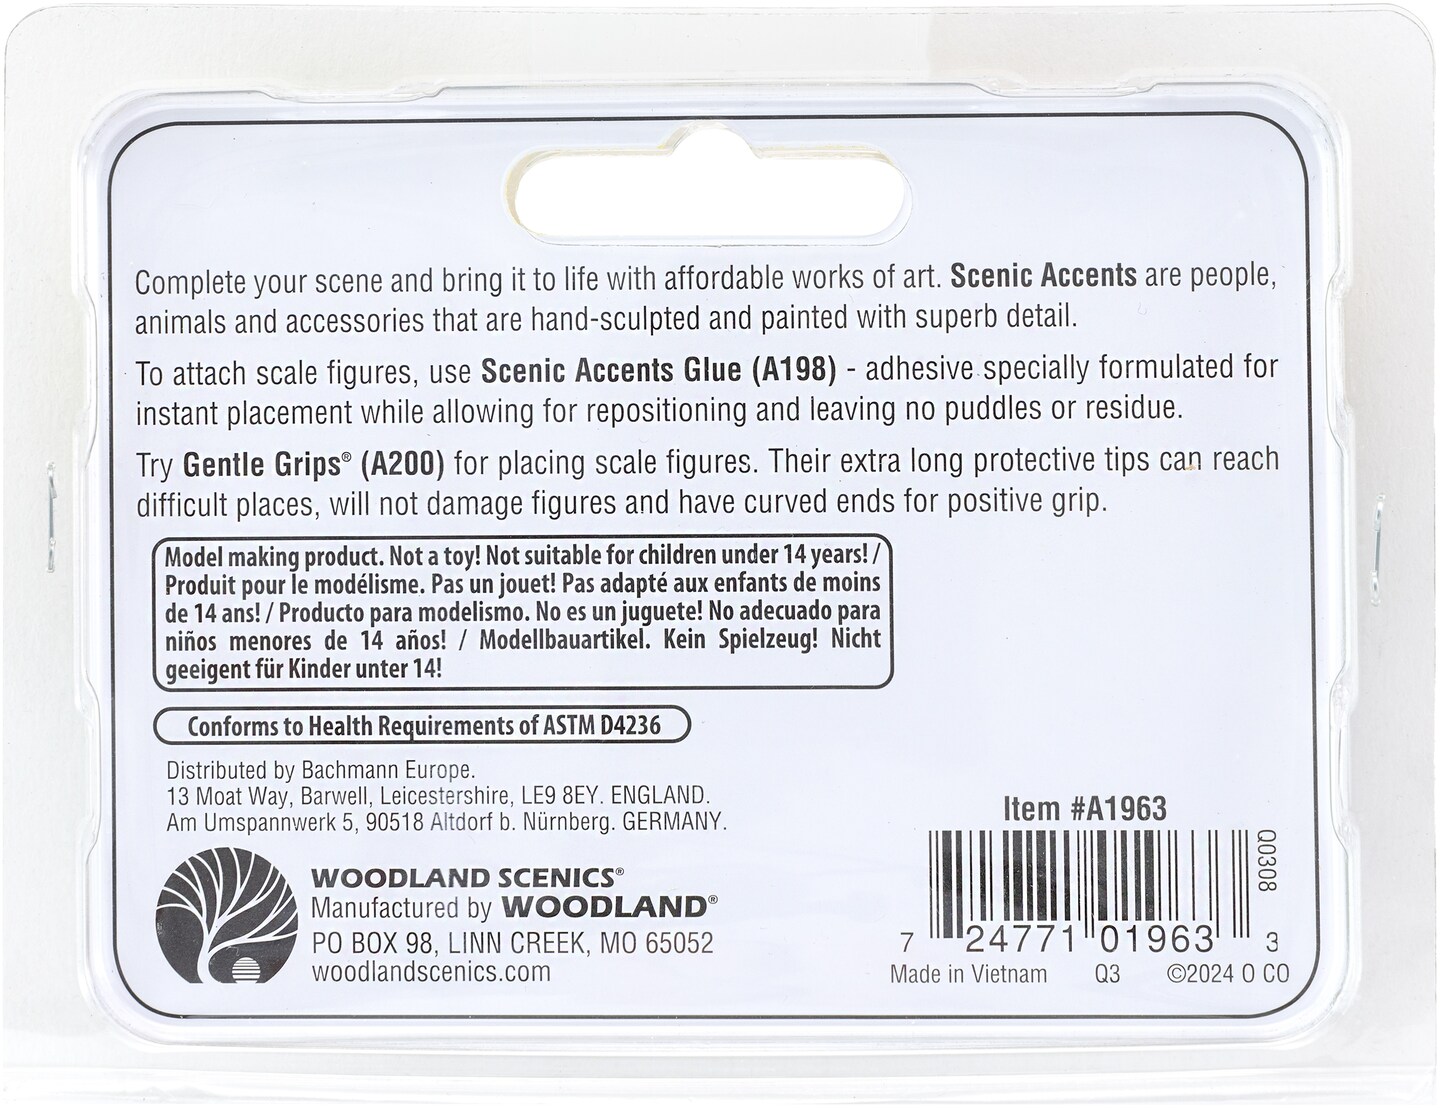 Complete your scene and bring it to life with affordable works of art. Scenic Accents are people,
animals and accessories that are hand-sculpted and painted with superb detail.
To attach scale figures, use Scenic Accents Glue (A198) - adhesive specially formulated for
instant placement while allowing for repositioning and leaving no puddles or residue.
Try Gentle Grips® (A200) for placing scale figures. Their extra long protective tips can reach
difficult places, will not damage figures and have curved ends for positive grip.
Model making product. Not a toy! Not suitable for children under 14 years! /
Produit pour le modélisme. Pas un jouet! Pas adapté aux enfants de moins
de 14 ans! / Producto para modelismo. No es un juguete! No adecuado para
niños menores de 14 años! / Modellbauartikel. Kein Spielzeug! Nicht
geeigent für Kinder unter 14!
Conforms to Health Requirements of ASTM D4236
Distributed by Bachmann Europe.
13 Moat Way, Barwell, Leicestershire, LE9 8EY. ENGLAND.
Am Umspannwerk 5, 90518 Altdorf b. Nürnberg. GERMANY.
WOODLAND SCENICS®
Manufactured by WOODLAND®
PO BOX 98, LINN CREEK, MO 65052
woodlandscenics.com
Item #A1963
Q0308
7 24771 01963 3
Made in Vietnam Q3 ©2024 O CO